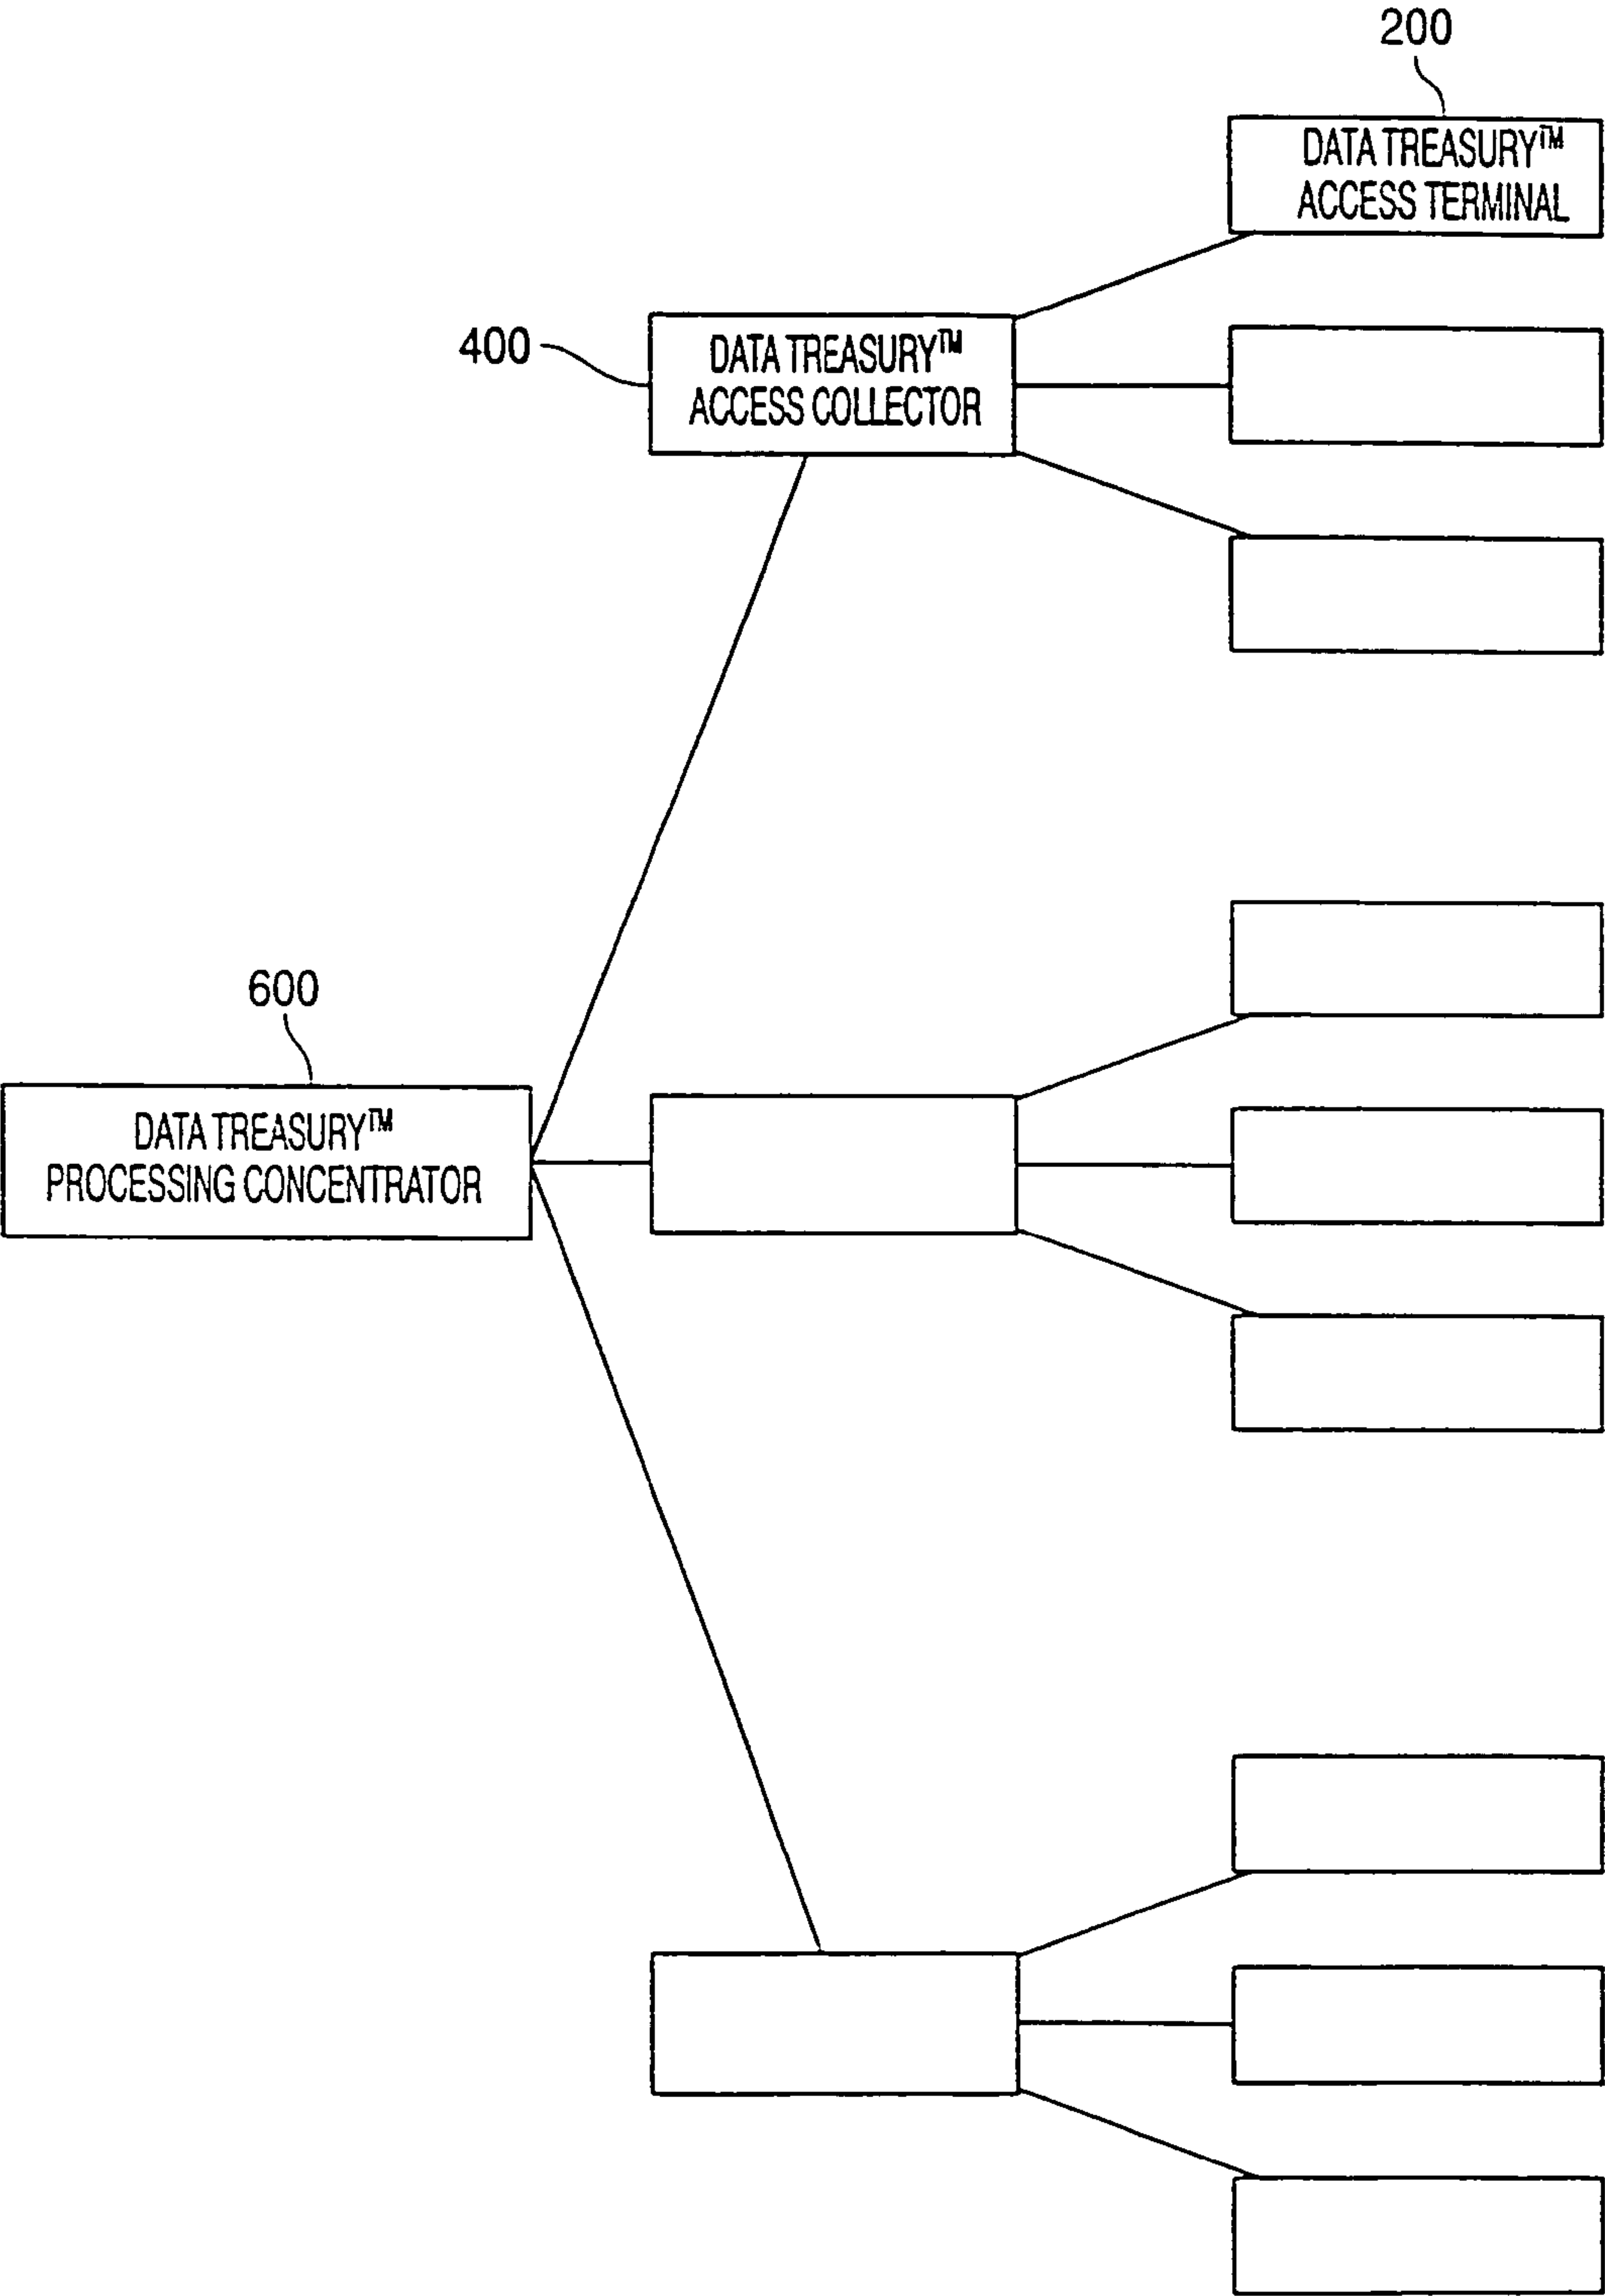 200
DATA TREASURY™
ACCESS TERMINAL
400
DATA TREASURY™
ACCESS COLLECTOR
600
DATA TREASURY™
PROCESSING CONCENTRATOR